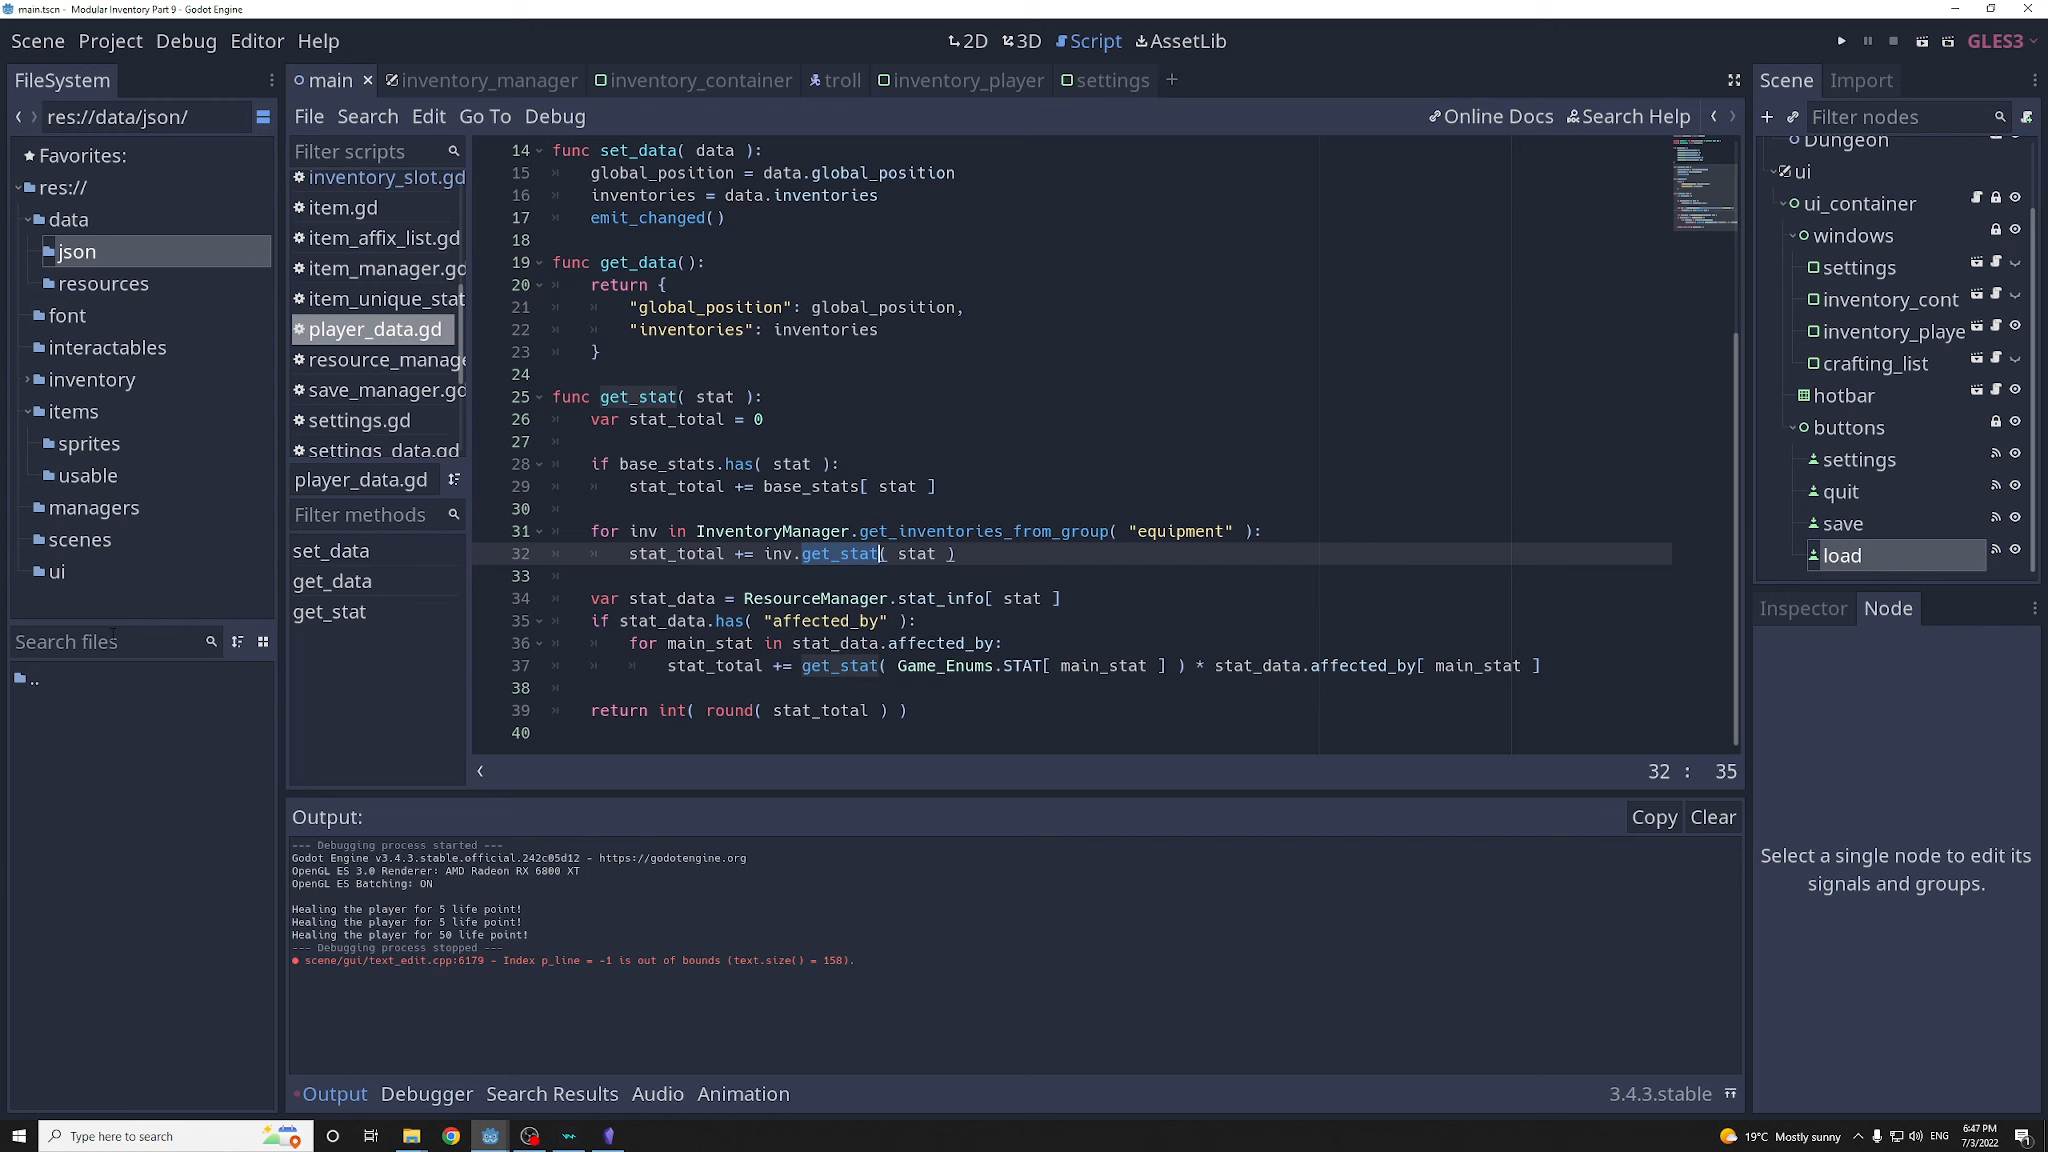 main.tscn - Modular Inventory Part 9 - Godot Engine
Scene Project Debug Editor Help
2D 3D Script AssetLib
GLES3
FileSystem
res://data/json/
Favorites:
res://
data
json
resources
font
interactables
inventory
items
sprites
usable
managers
scenes
ui
Search files
..
main inventory_manager inventory_container troll inventory_player settings
File Search Edit Go To Debug
Online Docs Search Help
Filter scripts
inventory_slot.gd
item.gd
item_affix_list.gd
item_manager.gd
item_unique_stat
player_data.gd
resource_manage
save_manager.gd
settings.gd
settings_data.gd
player_data.gd
Filter methods
set_data
get_data
get_stat
14 func set_data( data ):
15 global_position = data.global_position
16 inventories = data.inventories
17 emit_changed()
18
19 func get_data():
20 return {
21 "global_position": global_position,
22 "inventories": inventories
23 }
24
25 func get_stat( stat ):
26 var stat_total = 0
27
28 if base_stats.has( stat ):
29 stat_total += base_stats[ stat ]
30
31 for inv in InventoryManager.get_inventories_from_group( "equipment" ):
32 stat_total += inv.get_stat( stat )
33
34 var stat_data = ResourceManager.stat_info[ stat ]
35 if stat_data.has( "affected_by" ):
36 for main_stat in stat_data.affected_by:
37 stat_total += get_stat( Game_Enums.STAT[ main_stat ] ) * stat_data.affected_by[ main_stat ]
38
39 return int( round( stat_total ) )
40
32 : 35
Output:
Copy Clear
--- Debugging process started ---
Godot Engine v3.4.3.stable.official.242c05d12 - https://godotengine.org
OpenGL ES 3.0 Renderer: AMD Radeon RX 6800 XT
OpenGL ES Batching: ON
Healing the player for 5 life point!
Healing the player for 5 life point!
Healing the player for 50 life point!
--- Debugging process stopped ---
scene/gui/text_edit.cpp:6179 - Index p_line = -1 is out of bounds (text.size() = 158).
Output Debugger Search Results Audio Animation
3.4.3.stable
Scene Import
Filter nodes
Dungeon
ui
ui_container
windows
settings
inventory_cont
inventory_playe
crafting_list
hotbar
buttons
settings
quit
save
load
Inspector Node
Select a single node to edit its
signals and groups.
Type here to search
19°C Mostly sunny
ENG
6:47 PM
7/3/2022